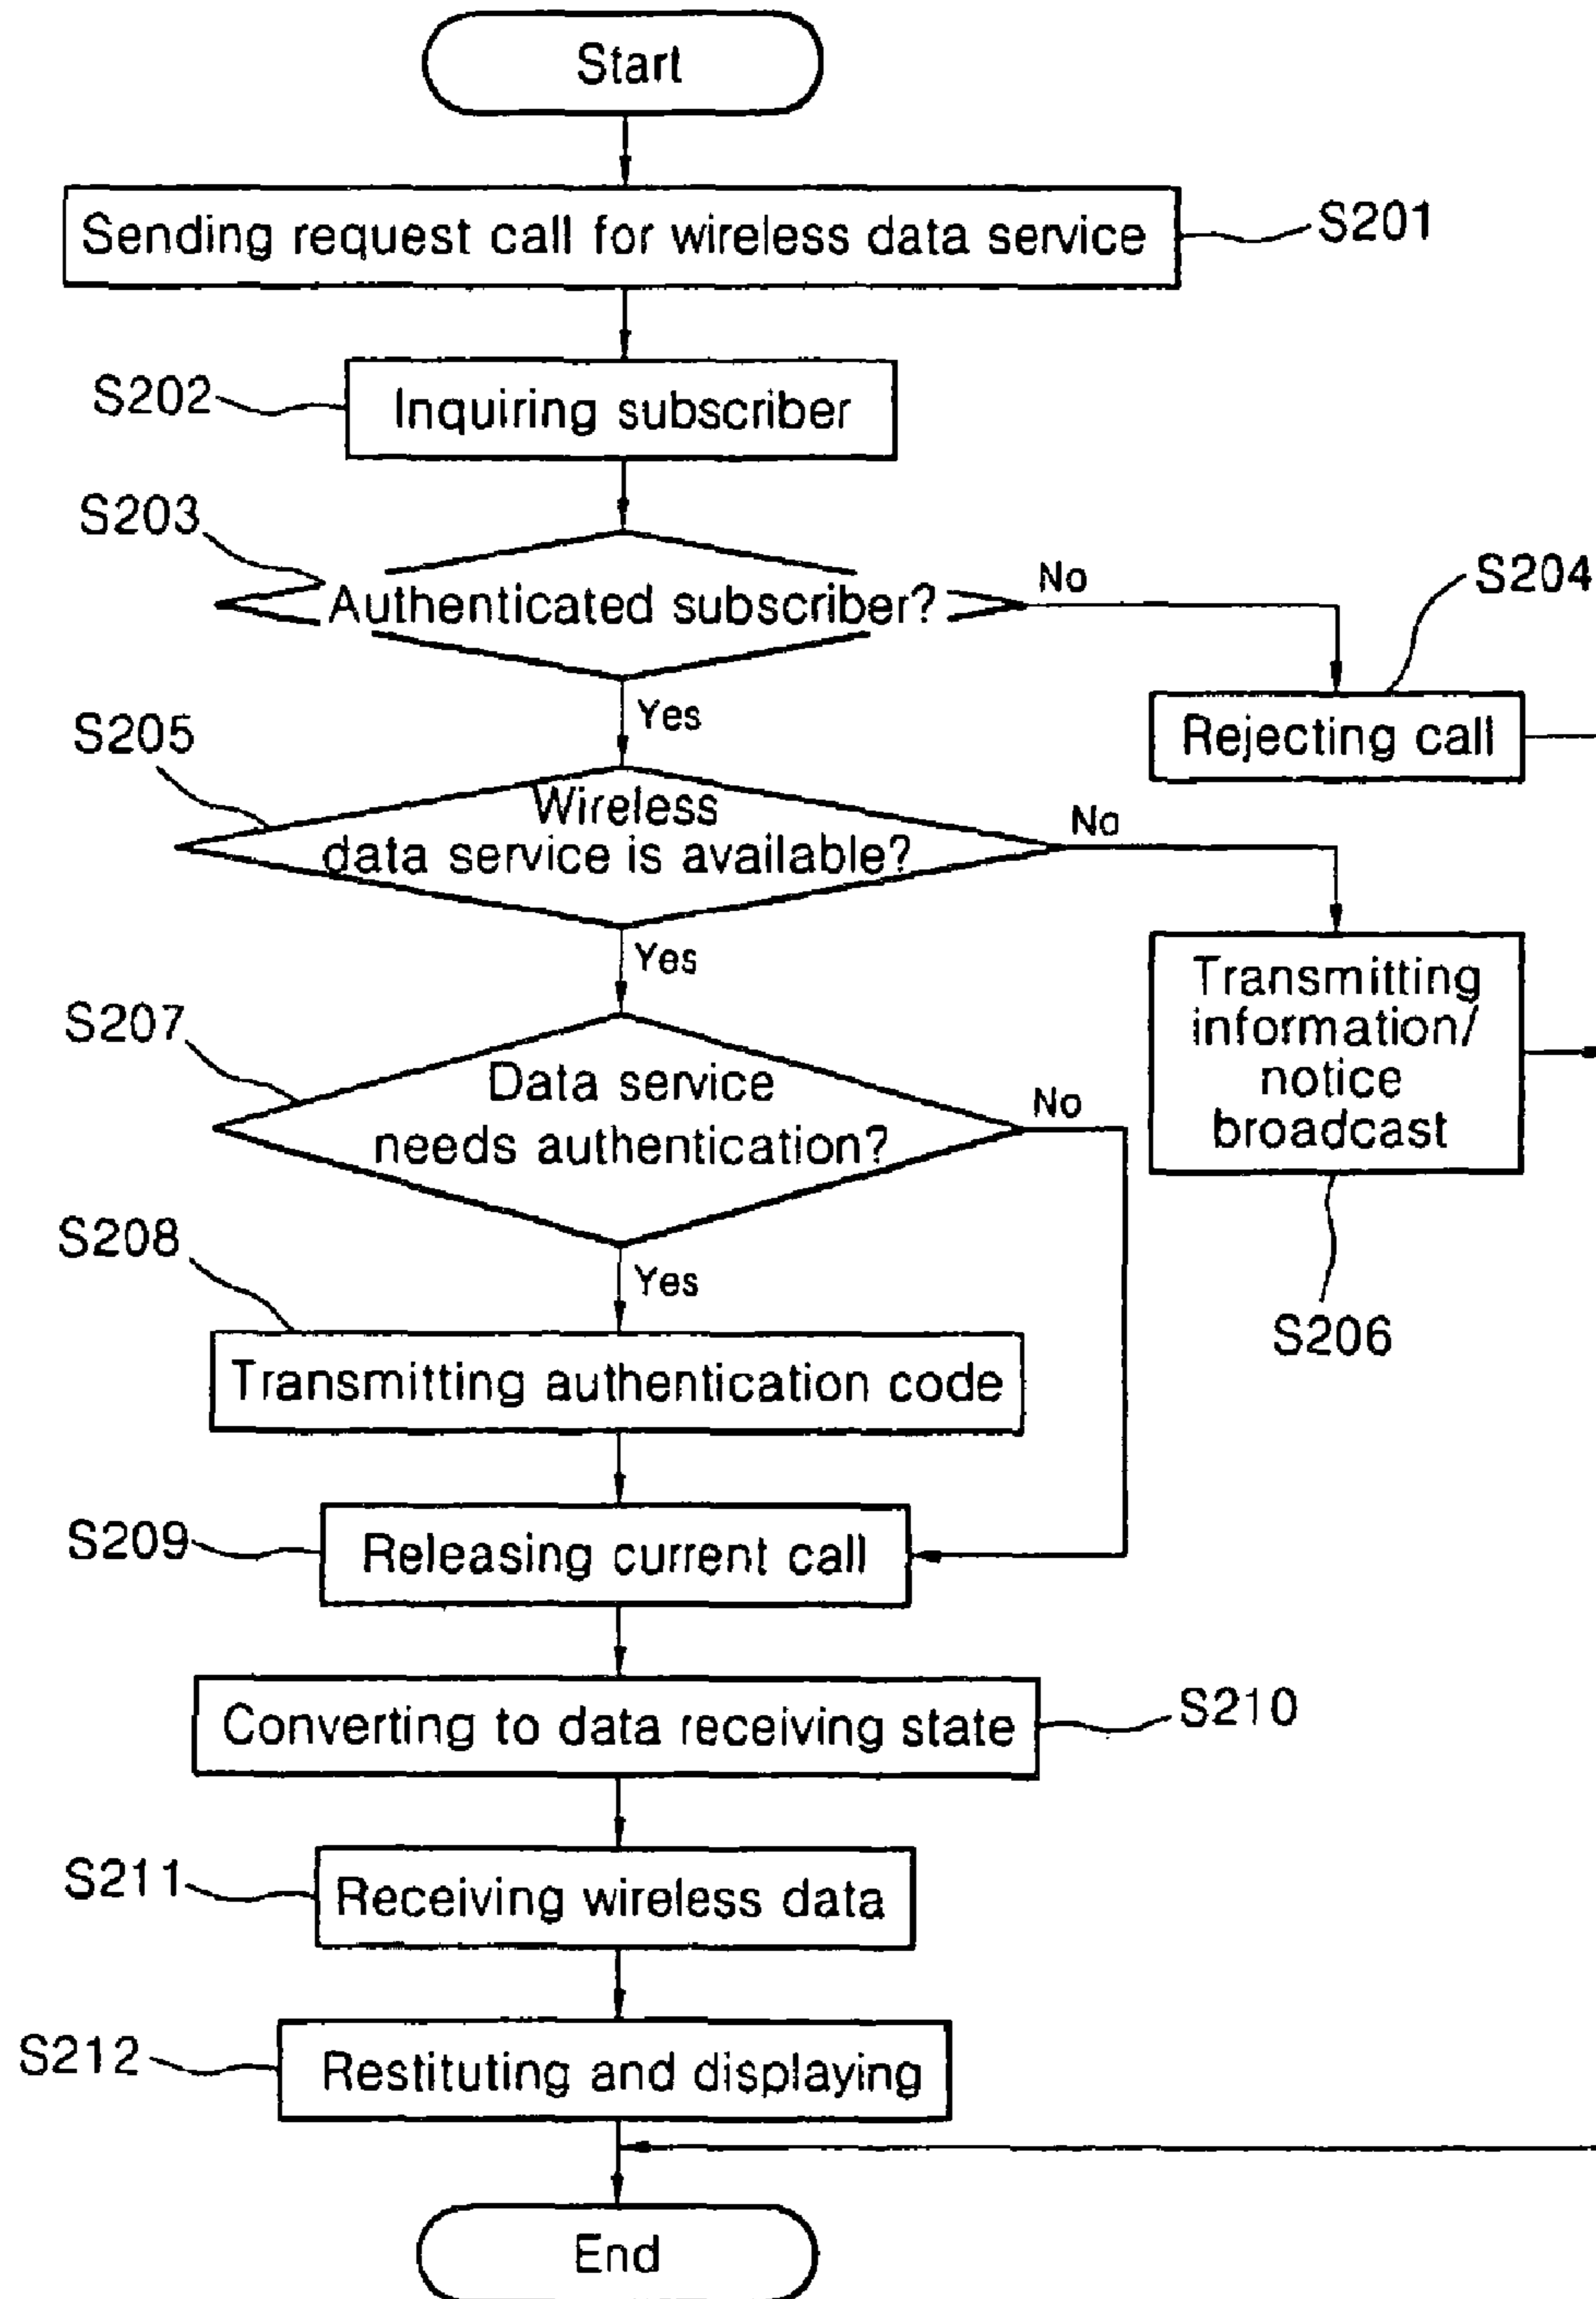 Start
Sending request call for wireless data service
S201
S202
Inquiring subscriber
S203
Authenticated subscriber?
No
S204
Yes
Rejecting call
S205
Wireless
data service is available?
No
Yes
Transmitting
information/
notice
broadcast
S206
S207
Data service
needs authentication?
No
Yes
S208
Transmitting authentication code
S209
Releasing current call
Converting to data receiving state
S210
S211
Receiving wireless data
S212
Restituting and displaying
End